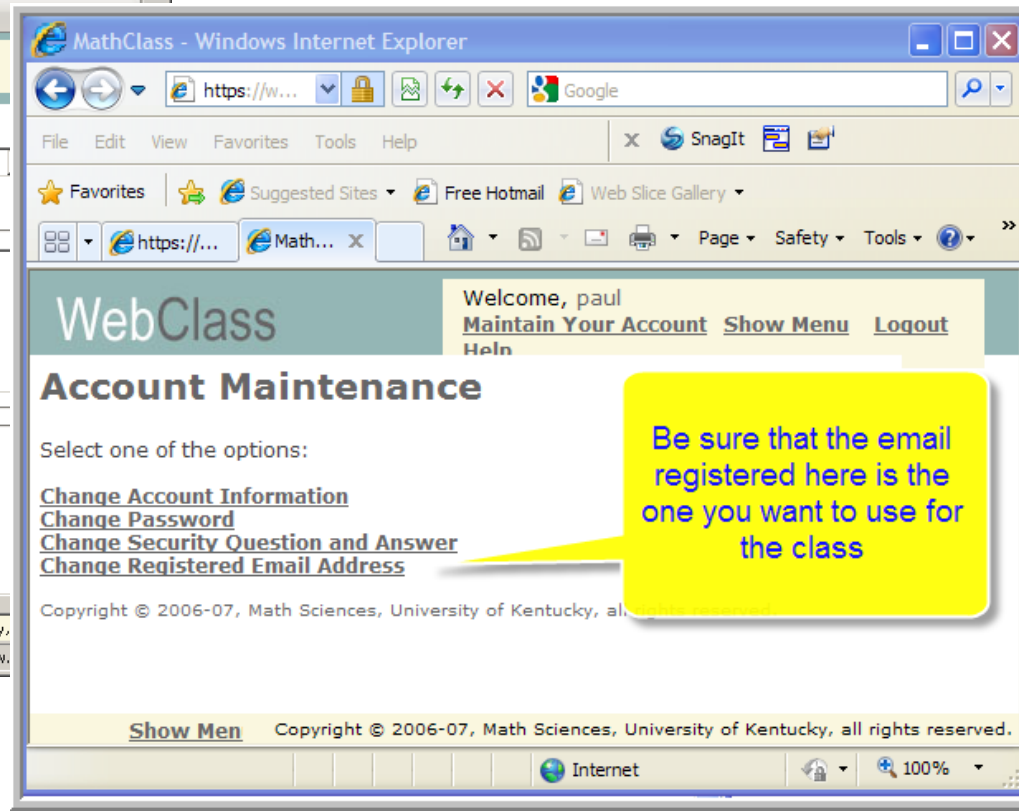 MathClass - Windows Internet Explorer
https://w... Google
File Edit View Favorites Tools Help x SnagIt
Favorites Suggested Sites Free Hotmail Web Slice Gallery
https://... Math... x Page Safety Tools »
WebClass
Welcome, paul
Maintain Your Account Show Menu Logout
Help
Account Maintenance
Select one of the options:
Change Account Information
Change Password
Change Security Question and Answer
Change Registered Email Address
Be sure that the email
registered here is the
one you want to use for
the class
Copyright © 2006-07, Math Sciences, University of Kentucky, all rights reserved.
Show Men Copyright © 2006-07, Math Sciences, University of Kentucky, all rights reserved.
Internet 100%